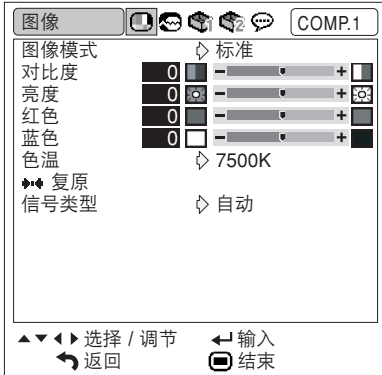 图像 COMP.1
图像模式 标准
对比度 0 - +
亮度 0 - +
红色 0 - +
蓝色 0 - +
色温 7500K
复原
信号类型 自动
选择 / 调节 输入
返回 结束